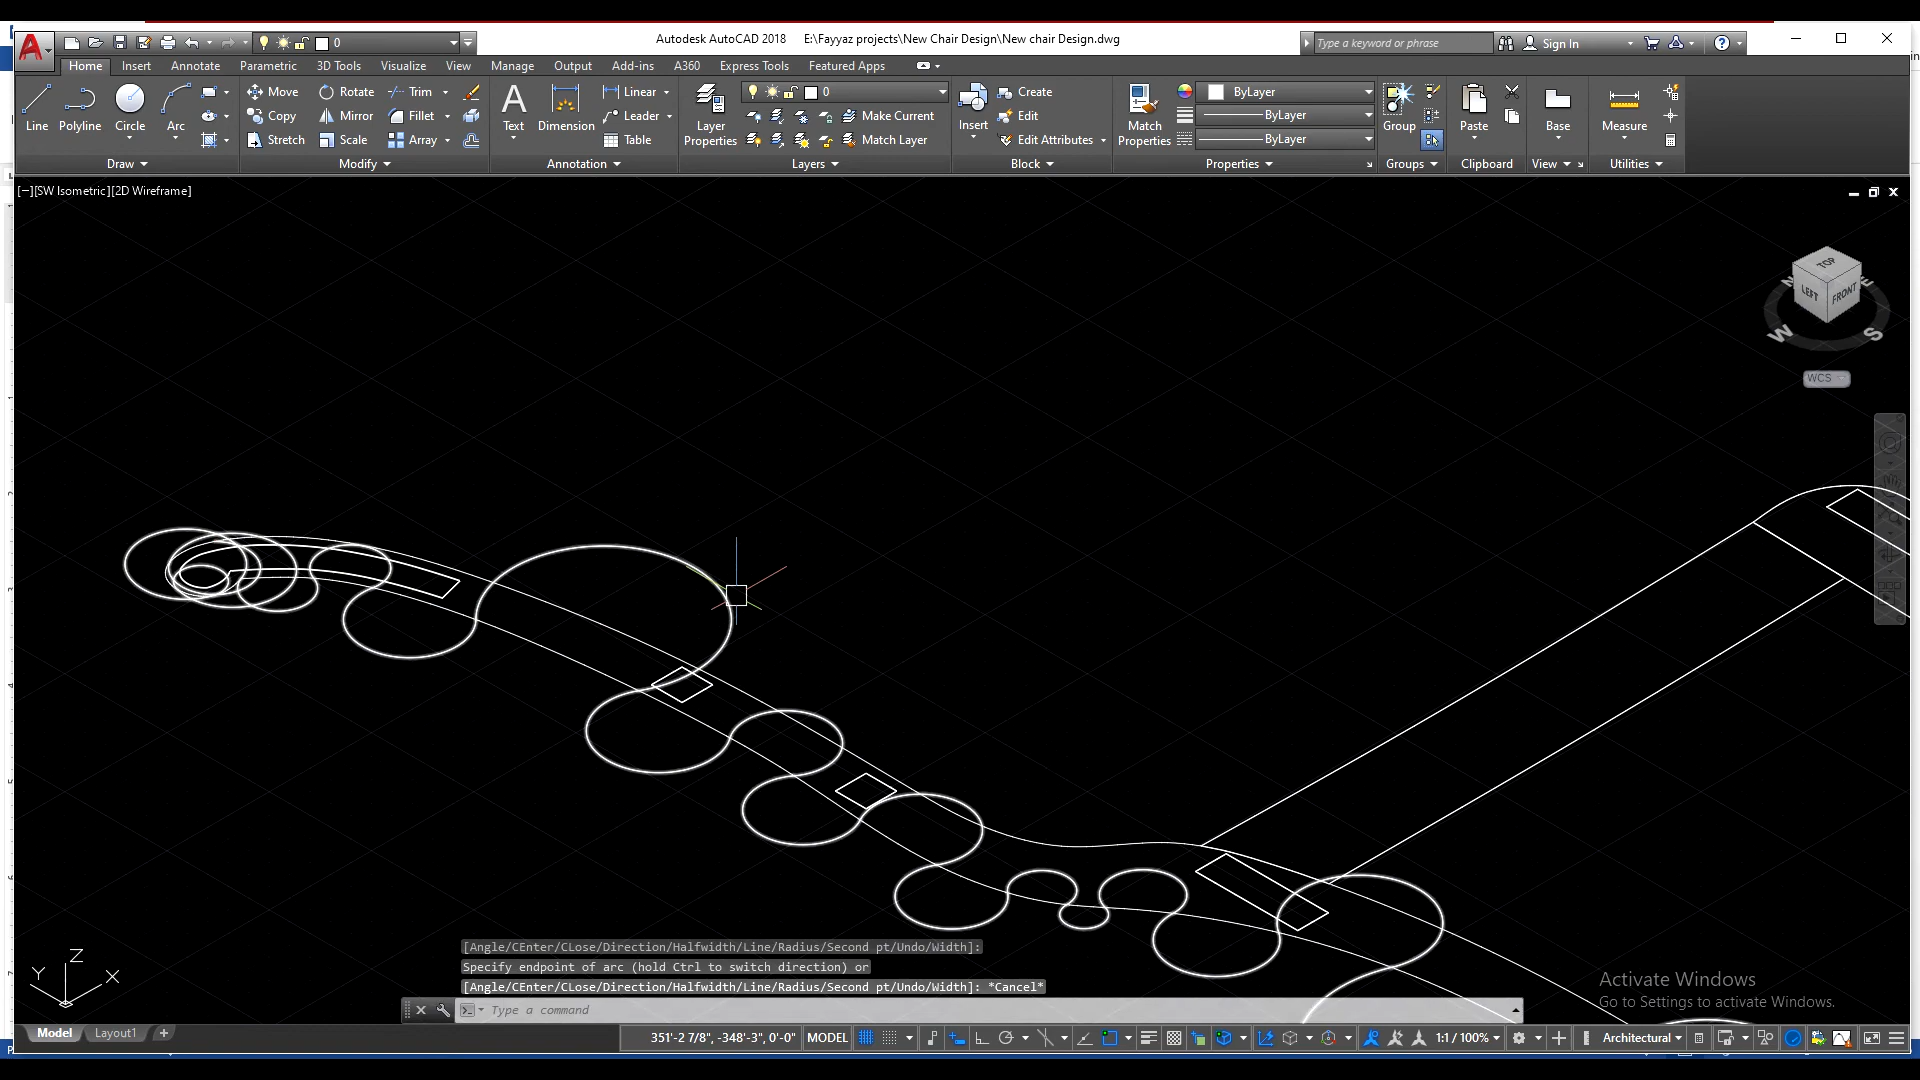 0
Autodesk AutoCAD 2018 E:\Fayyaz projects\New Chair Design\New chair Design.dwg
Type a keyword or phrase
Sign In
Home Insert Annotate Parametric 3D Tools Visualize View Manage Output Add-ins A360 Express Tools Featured Apps
Line
Polyline
Circle
Arc
Draw
Move Rotate Trim
Copy Mirror Fillet
Stretch Scale Array
Modify
Text
Dimension
Linear
Leader
Table
Annotation
Layer
Properties
0
Make Current
Match Layer
Layers
Insert
Create
Edit
Edit Attributes
Block
Match
Properties
ByLayer
ByLayer
ByLayer
Properties
Group
Groups
Paste
Clipboard
Base
View
Measure
Utilities
[−][SW Isometric][2D Wireframe]
TOP
LEFT
FRONT
N
E
W
S
WCS
Z
Y
X
[Angle/CEnter/CLose/Direction/Halfwidth/Line/Radius/Second pt/Undo/Width]:
Specify endpoint of arc (hold Ctrl to switch direction) or
[Angle/CEnter/CLose/Direction/Halfwidth/Line/Radius/Second pt/Undo/Width]: *Cancel*
Type a command
Activate Windows
Go to Settings to activate Windows.
Model Layout1
351'-2 7/8", -348'-3", 0'-0" MODEL 1:1 / 100% Architectural